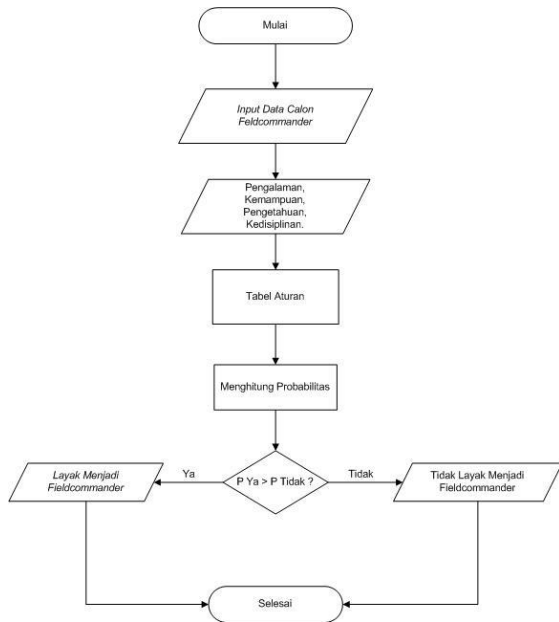 Mulai
Input Data Calon
Feldcommander
Pengalaman,
Kemampuan,
Pengetahuan,
Kedisiplinan.
Tabel Aturan
Menghitung Probabilitas
P Ya > P Tidak ?
Ya
Tidak
Layak Menjadi
Fieldcommander
Tidak Layak Menjadi
Fieldcommander
Selesai